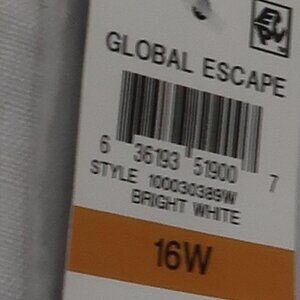 GLOBAL ESCAPE
6 36193 51900 7
STYLE 100030389W
BRIGHT WHITE
16W